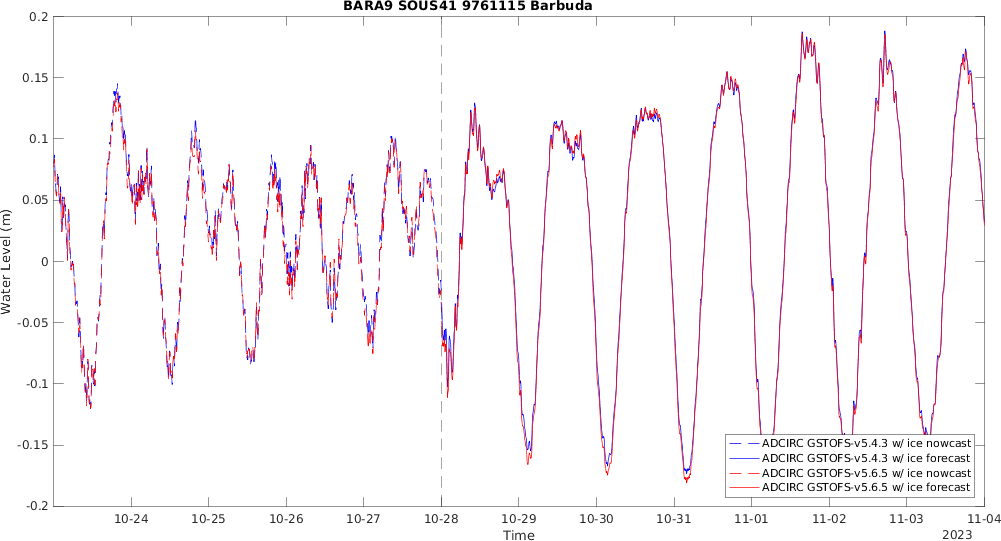 BARA9 SOUS41 9761115 Barbuda
0.2
0.15
0.1
0.05
0
-0.05
-0.1
-0.15
-0.2
Water Level (m)
ADCIRC GSTOFS-v5.4.3 w/ ice nowcast
ADCIRC GSTOFS-v5.4.3 w/ ice forecast
ADCIRC GSTOFS-v5.6.5 w/ ice nowcast
ADCIRC GSTOFS-v5.6.5 w/ ice forecast
10-24 10-25 10-26 10-27 10-28 10-29 10-30 10-31 11-01 11-02 11-03 11-04
Time
2023